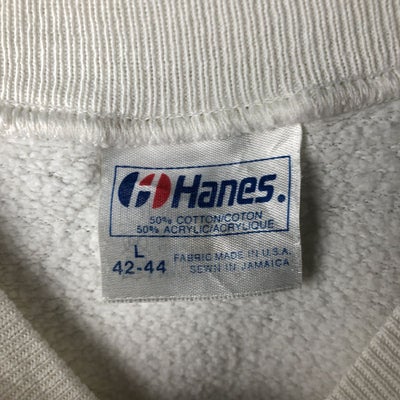 Hanes.
50% COTTON/COTON
50% ACRYLIC/ACRYLIQUE
L
42-44
FABRIC MADE IN U.S.A.
SEWN IN JAMAICA